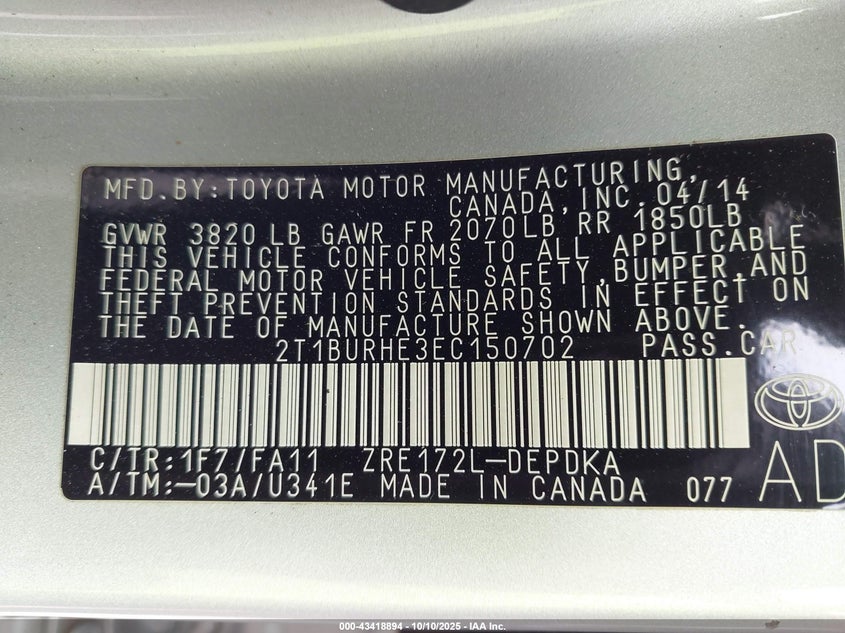 MFD.BY:TOYOTA MOTOR MANUFACTURING,
CANADA,INC. 04/14
GVWR 3820 LB GAWR FR 2070LB RR 1850LB
THIS VEHICLE CONFORMS TO ALL APPLICABLE
FEDERAL MOTOR VEHICLE SAFETY,BUMPER,AND
THEFT PREVENTION STANDARDS IN EFFECT ON
THE DATE OF MANUFACTURE SHOWN ABOVE.
2T1BURHE3EC150702 PASS.CAR
C/TR:1F7/FA11 ZRE172L-DEPDKA
A/TM:-03A/U341E MADE IN CANADA 077 AD
000-43418894 - 10/10/2025 - IAA Inc.